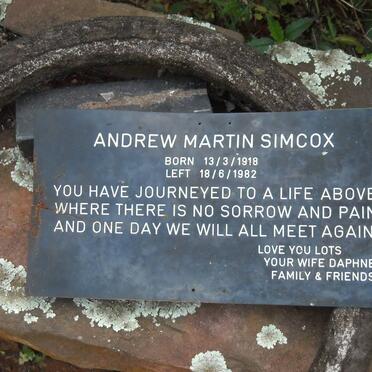 ANDREW MARTIN SIMCOX
BORN 13/3/1918
LEFT 18/6/1982
YOU HAVE JOURNEYED TO A LIFE ABOVE
WHERE THERE IS NO SORROW AND PAIN
AND ONE DAY WE WILL ALL MEET AGAIN
LOVE YOU LOTS
YOUR WIFE DAPHNE
FAMILY & FRIENDS